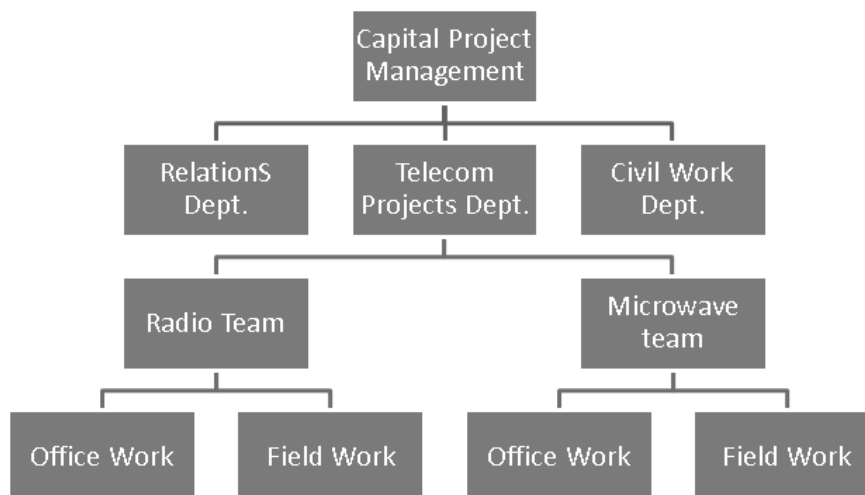 Capital Project
Management
RelationS
Dept.
Telecom
Projects Dept.
Civil Work
Dept.
Radio Team
Microwave
team
Office Work
Field Work
Office Work
Field Work